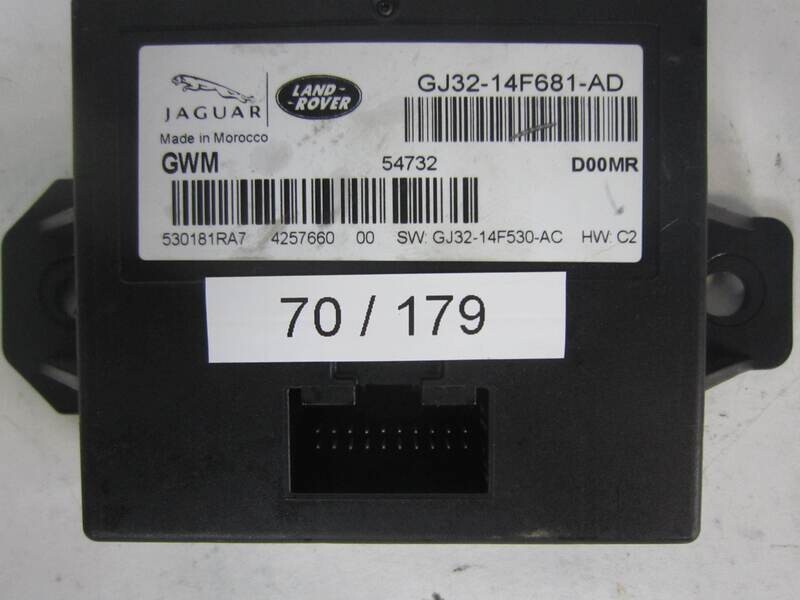 JAGUAR
LAND-
-ROVER
GJ32-14F681-AD
Made in Morocco
GWM 54732 D00MR
530181RA7 4257660 00 SW: GJ32-14F530-AC HW: C2
70 / 179